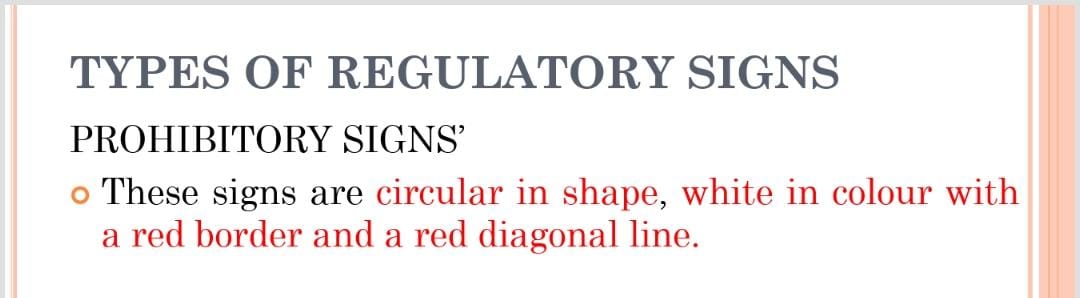 TYPES OF REGULATORY SIGNS
PROHIBITORY SIGNS’
These signs are circular in shape, white in colour with
a red border and a red diagonal line.